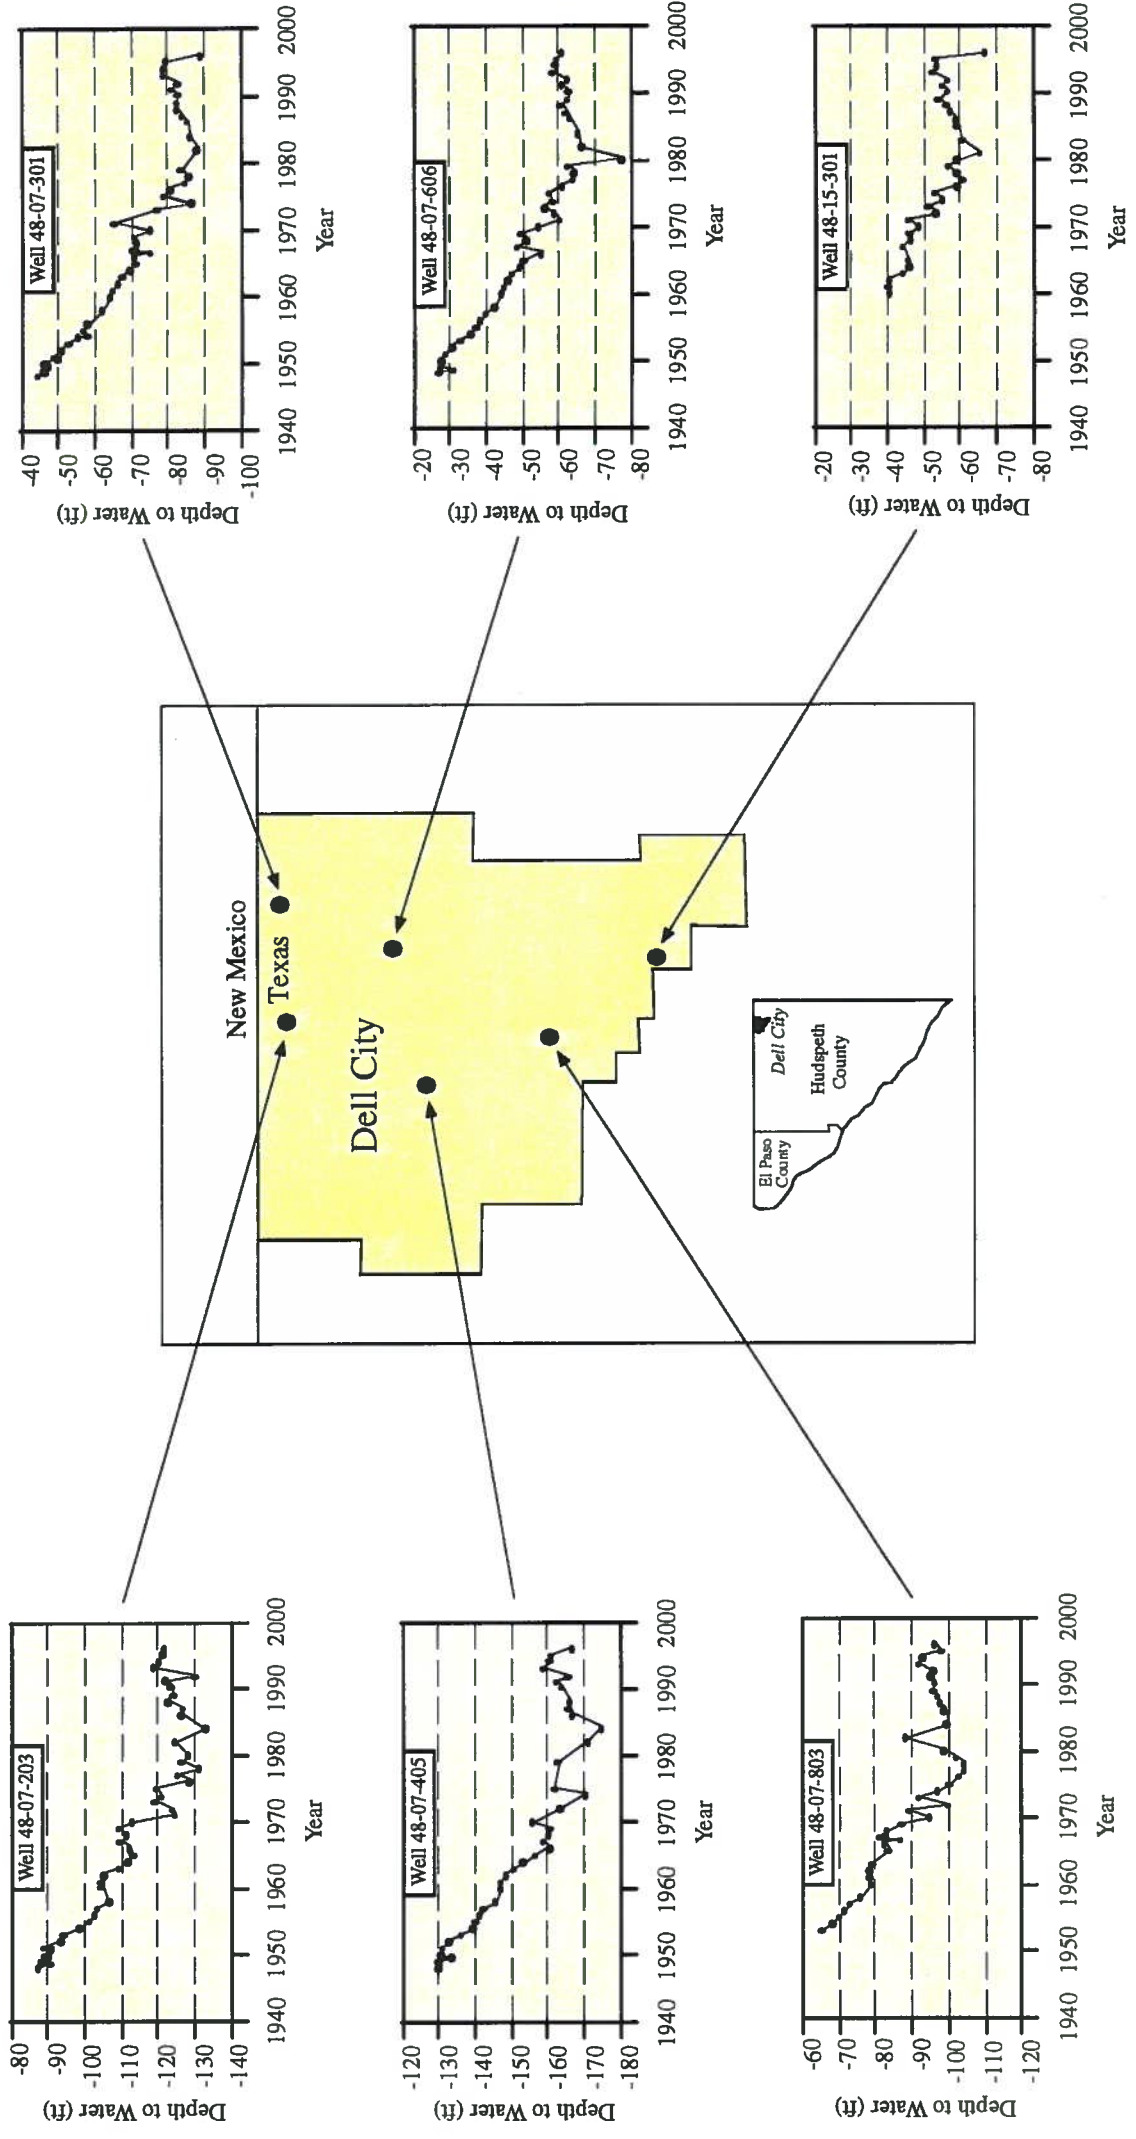 Well 48-07-203
Depth to Water (ft)
-80
-90
-100
-110
-120
-130
-140
1940 1950 1960 1970 1980 1990 2000
Year
Well 48-07-405
Depth to Water (ft)
-120
-130
-140
-150
-160
-170
-180
1940 1950 1960 1970 1980 1990 2000
Year
Well 48-07-803
Depth to Water (ft)
-60
-70
-80
-90
-100
-110
-120
1940 1950 1960 1970 1980 1990 2000
Year
New Mexico
Texas
Dell City
El Paso
County
Dell City
Hudspeth
County
Well 48-07-301
Depth to Water (ft)
-40
-50
-60
-70
-80
-90
-100
1940 1950 1960 1970 1980 1990 2000
Year
Well 48-07-606
Depth to Water (ft)
-20
-30
-40
-50
-60
-70
-80
1940 1950 1960 1970 1980 1990 2000
Year
Well 48-15-301
Depth to Water (ft)
-20
-30
-40
-50
-60
-70
-80
1940 1950 1960 1970 1980 1990 2000
Year